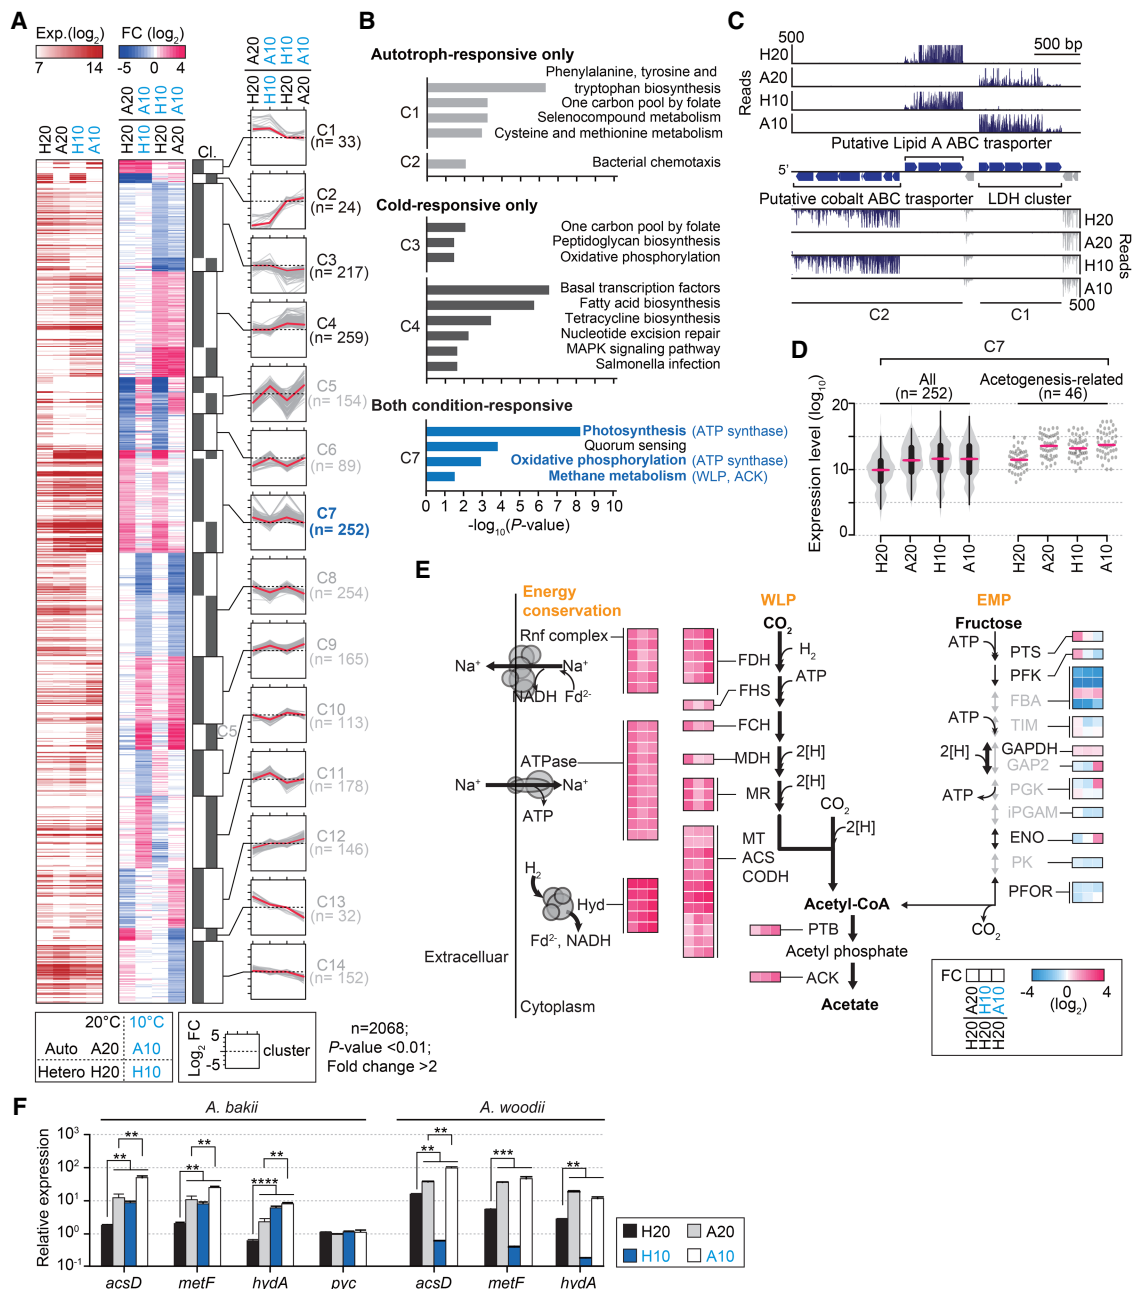 A
Exp.(log2)
7 14
FC (log2)
-5 0 4
H20 A20 H10 A10
A20 A10 H10 A10
H20 H10 H20 A20
Cl.
A20 A10 H10 A10
H20 H10 H20 A20
C1
(n= 33)
C2
(n= 24)
C3
(n= 217)
C4
(n= 259)
C5
(n= 154)
C6
(n= 89)
C7
(n= 252)
C8
(n= 254)
C9
(n= 165)
C10
(n= 113)
C11
(n= 178)
C12
(n= 146)
C13
(n= 32)
C14
(n= 152)
C5
20°C 10°C
Auto A20 A10
Hetero H20 H10
Log2 FC
5
-5
cluster
n=2068;
P-value <0.01;
Fold change >2
B
Autotroph-responsive only
C1
Phenylalanine, tyrosine and
tryptophan biosynthesis
One carbon pool by folate
Selenocompound metabolism
Cysteine and methionine metabolism
C2
Bacterial chemotaxis
Cold-responsive only
C3
One carbon pool by folate
Peptidoglycan biosynthesis
Oxidative phosphorylation
C4
Basal transcription factors
Fatty acid biosynthesis
Tetracycline biosynthesis
Nucleotide excision repair
MAPK signaling pathway
Salmonella infection
Both condition-responsive
C7
Photosynthesis (ATP synthase)
Quorum sensing
Oxidative phosphorylation (ATP synthase)
Methane metabolism (WLP, ACK)
0 1 2 3 4 5 6 7 8 9 10
-log10(P-value)
C
500
500 bp
Reads
H20
A20
H10
A10
Putative Lipid A ABC trasporter
5'
Putative cobalt ABC trasporter
LDH cluster
H20
A20
H10
A10
Reads
500
C2
C1
D
C7
All
(n= 252)
Acetogenesis-related
(n= 46)
Expression level (log10)
20
10
0
H20 A20 H10 A10 H20 A20 H10 A10
E
Energy
conservation
WLP
EMP
Rnf complex
Na+ Na+
NADH Fd2-
ATPase
Na+ Na+
ATP
H2
Hyd
Fd2-, NADH
Extracelluar
Cytoplasm
CO2
H2
FDH
ATP
FHS
FCH
2[H]
MDH
2[H]
MR
CO2
2[H]
MT
ACS
CODH
Acetyl-CoA
PTB
Acetyl phosphate
ACK
Acetate
Fructose
ATP
PTS
PFK
FBA
ATP
TIM
2[H]
GAPDH
GAP2
ATP
PGK
iPGAM
ENO
PK
PFOR
CO2
FC
A20 H10 A10
H20 H20 H20
-4 0 4
(log2)
F
A. bakii
A. woodii
Relative expression
10^3
10^2
10^1
10^0
10^-1
** **
** **
**** **
** **
***
**
acsD metF hydA pyc acsD metF hydA
H20 A20
H10 A10